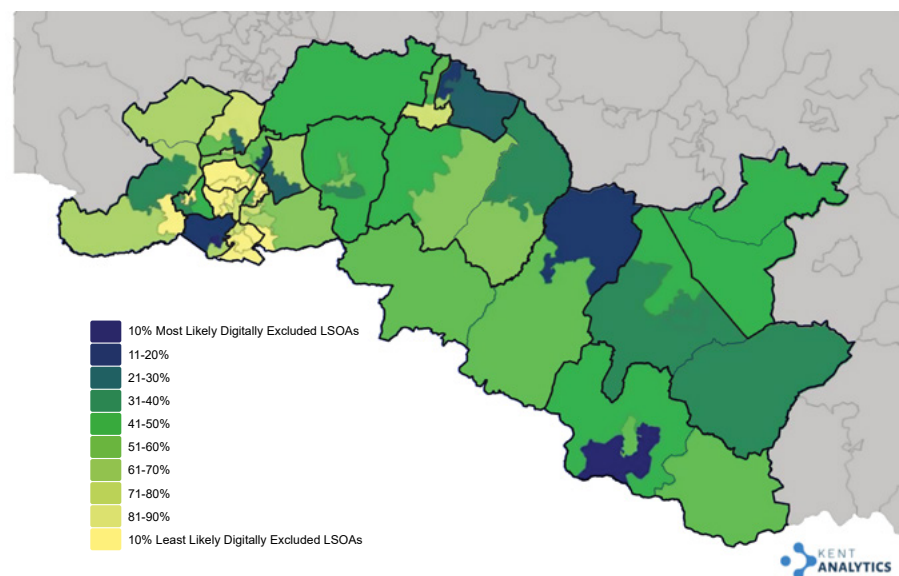 10% Most Likely Digitally Excluded LSOAs
11-20%
21-30%
31-40%
41-50%
51-60%
61-70%
71-80%
81-90%
10% Least Likely Digitally Excluded LSOAs
KENT
ANALYTICS